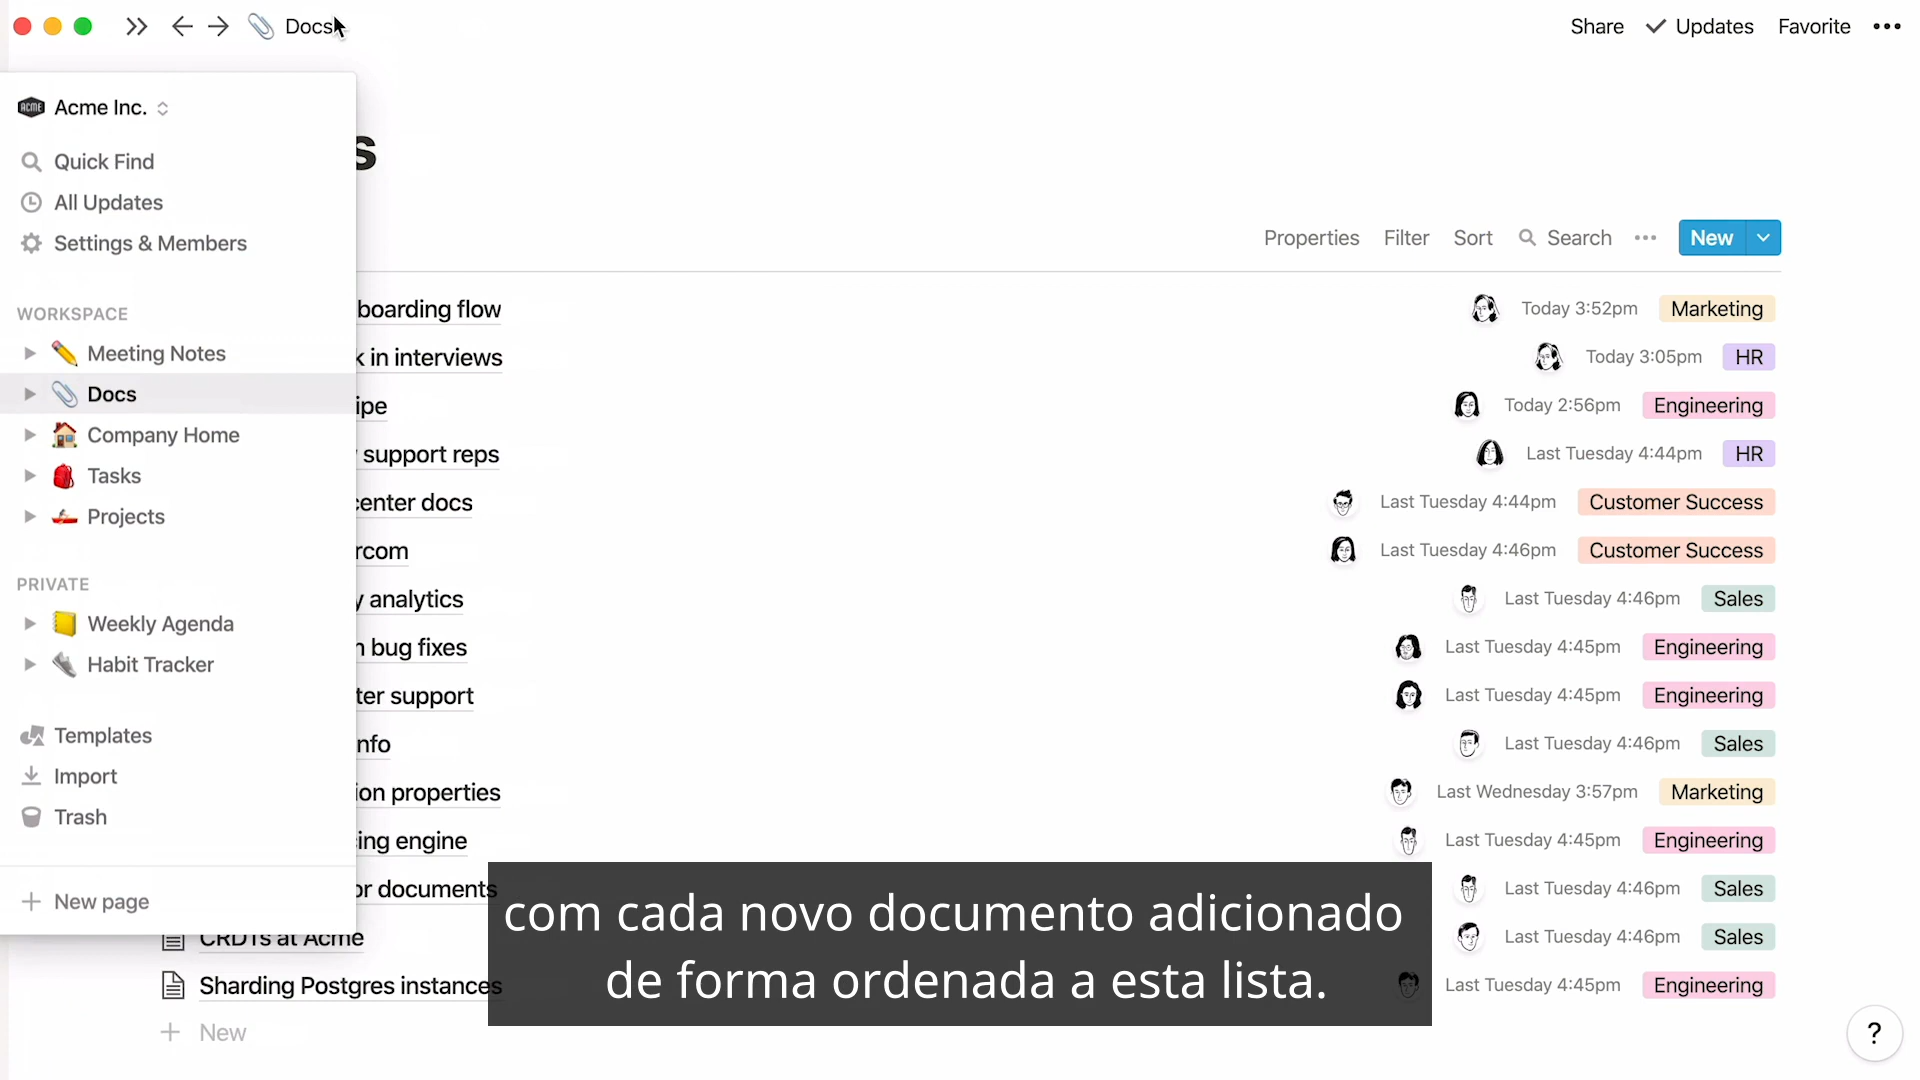 Docs
Share
Updates
Favorite
ACME
Acme Inc.
Quick Find
All Updates
Settings & Members
WORKSPACE
Meeting Notes
Docs
Company Home
Tasks
Projects
PRIVATE
Weekly Agenda
Habit Tracker
Templates
Import
Trash
New page
s
Properties Filter Sort Search New
boarding flow Today 3:52pm Marketing
k in interviews Today 3:05pm HR
ipe Today 2:56pm Engineering
support reps Last Tuesday 4:44pm HR
center docs Last Tuesday 4:44pm Customer Success
rcom Last Tuesday 4:46pm Customer Success
y analytics Last Tuesday 4:46pm Sales
n bug fixes Last Tuesday 4:45pm Engineering
ter support Last Tuesday 4:45pm Engineering
nfo Last Tuesday 4:46pm Sales
ion properties Last Wednesday 3:57pm Marketing
ing engine Last Tuesday 4:45pm Engineering
or documents Last Tuesday 4:46pm Sales
CRDTs at Acme Last Tuesday 4:46pm Sales
Sharding Postgres instances Last Tuesday 4:45pm Engineering
New
com cada novo documento adicionado
de forma ordenada a esta lista.
?